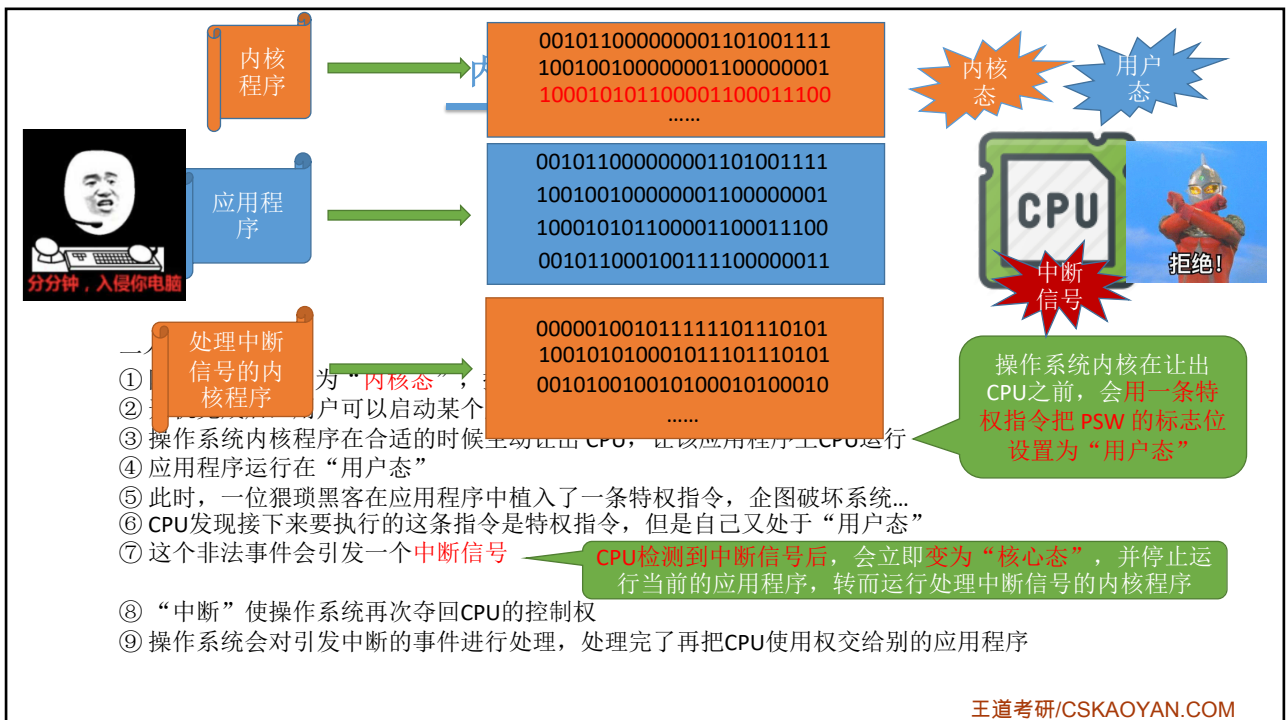 内核
程序
001011000000001101001111
100100100000001100000001
100010101100001100011100
……
内核
态
用户
态
应用程
序
001011000000001101001111
100100100000001100000001
100010101100001100011100
001011000100111100000011
CPU
拒绝！
分分钟，入侵你电脑
中断
信号
处理中断
信号的内
核程序
000001001011111101110101
100101010001011101110101
001010010010100010100010
……
操作系统内核在让出
CPU之前，会用一条特
权指令把 PSW 的标志位
设置为“用户态”
① 为“内核态”，
② 用户可以启动某个
③ 操作系统内核程序在合适的时候主动让出 CPU，让该应用程序上CPU运行
④ 应用程序运行在“用户态”
⑤ 此时，一位猥琐黑客在应用程序中植入了一条特权指令，企图破坏系统…
⑥ CPU发现接下来要执行的这条指令是特权指令，但是自己又处于“用户态”
⑦ 这个非法事件会引发一个中断信号
CPU检测到中断信号后，会立即变为“核心态”，并停止运
行当前的应用程序，转而运行处理中断信号的内核程序
⑧ “中断”使操作系统再次夺回CPU的控制权
⑨ 操作系统会对引发中断的事件进行处理，处理完了再把CPU使用权交给别的应用程序
王道考研/CSKAOYAN.COM